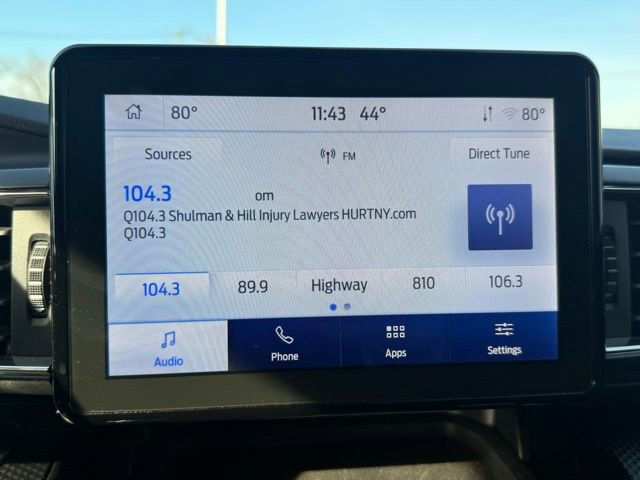 80° 11:43 44° 80°
Sources FM Direct Tune
104.3 om
Q104.3 Shulman & Hill Injury Lawyers HURTNY.com
Q104.3
104.3 89.9 Highway 810 106.3
Audio Phone Apps Settings